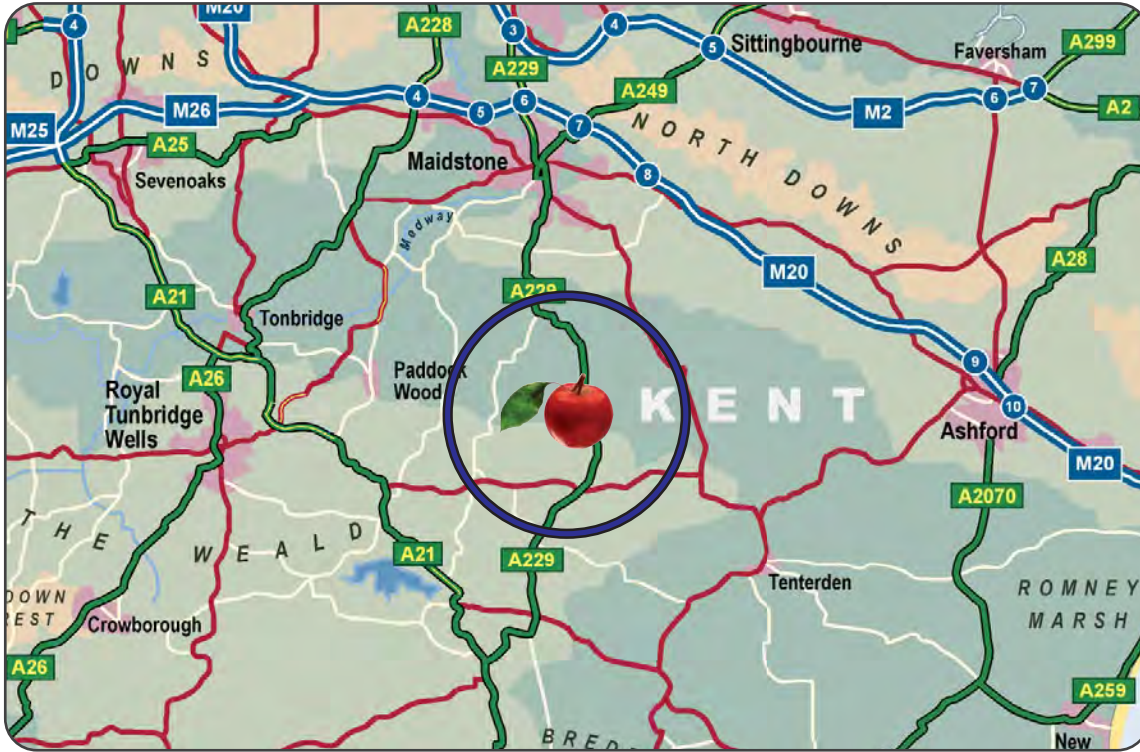 M20
4
A228
3
4
5
Sittingbourne
Faversham
A299
DOWNS
A229
A249
M2
6
7
A2
M26
4
5
6
7
M25
A25
Sevenoaks
Maidstone
8
NORTH DOWNS
Medway
A28
A21
A229
M20
Tonbridge
9
A26
Paddock
Wood
KENT
10
Royal
Tunbridge
Wells
Ashford
M20
A2070
THE WEALD
A21
A229
Tenterden
ROMNEY
MARSH
DOWN
REST
Crowborough
A26
A259
New